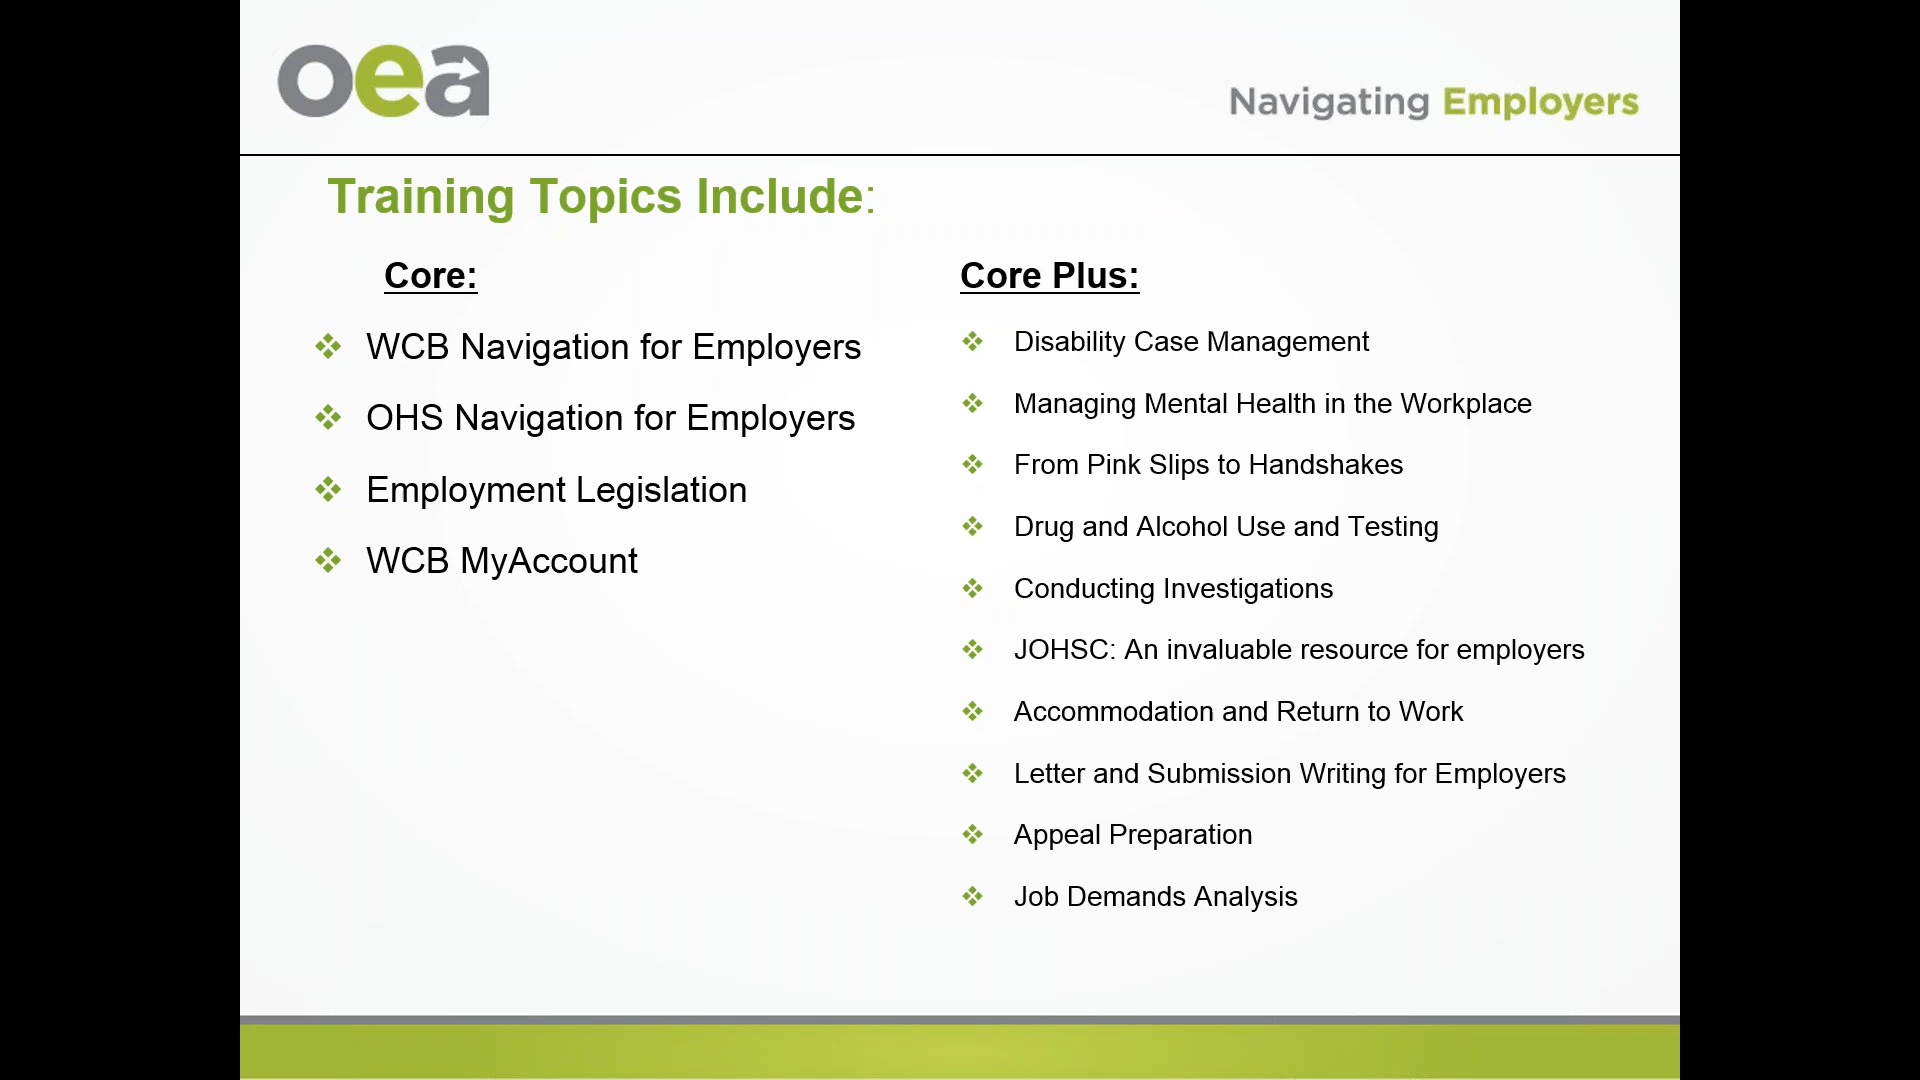 oea
Navigating Employers
Training Topics Include:
Core:
WCB Navigation for Employers
OHS Navigation for Employers
Employment Legislation
WCB MyAccount
Core Plus:
Disability Case Management
Managing Mental Health in the Workplace
From Pink Slips to Handshakes
Drug and Alcohol Use and Testing
Conducting Investigations
JOHSC: An invaluable resource for employers
Accommodation and Return to Work
Letter and Submission Writing for Employers
Appeal Preparation
Job Demands Analysis